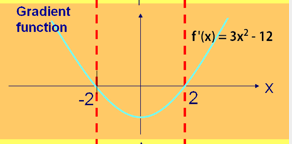 Gradient
function
f'(x) = 3x² - 12
-2
2
X